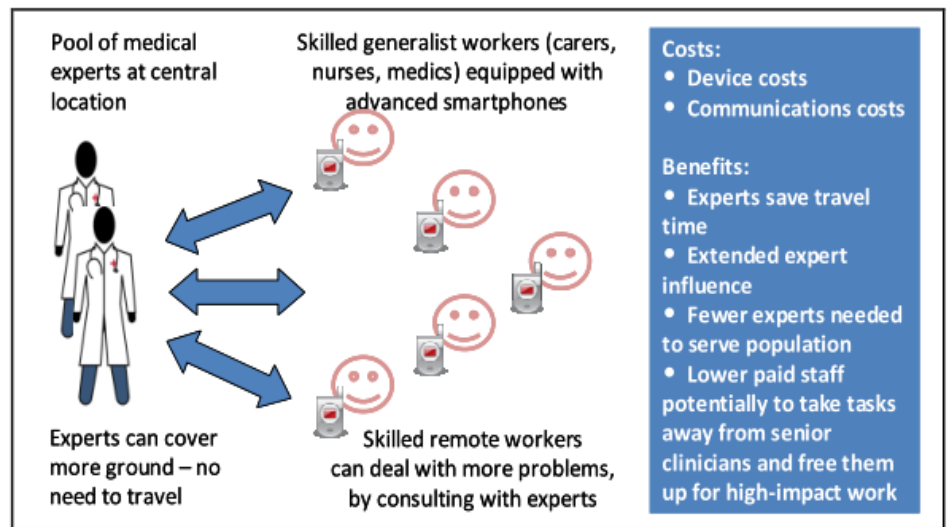 Pool of medical
experts at central
location
Skilled generalist workers (carers,
nurses, medics) equipped with
advanced smartphones
Experts can cover
more ground – no
need to travel
Skilled remote workers
can deal with more problems,
by consulting with experts
Costs:
• Device costs
• Communications costs
Benefits:
• Experts save travel
time
• Extended expert
influence
• Fewer experts needed
to serve population
• Lower paid staff
potentially to take tasks
away from senior
clinicians and free them
up for high-impact work